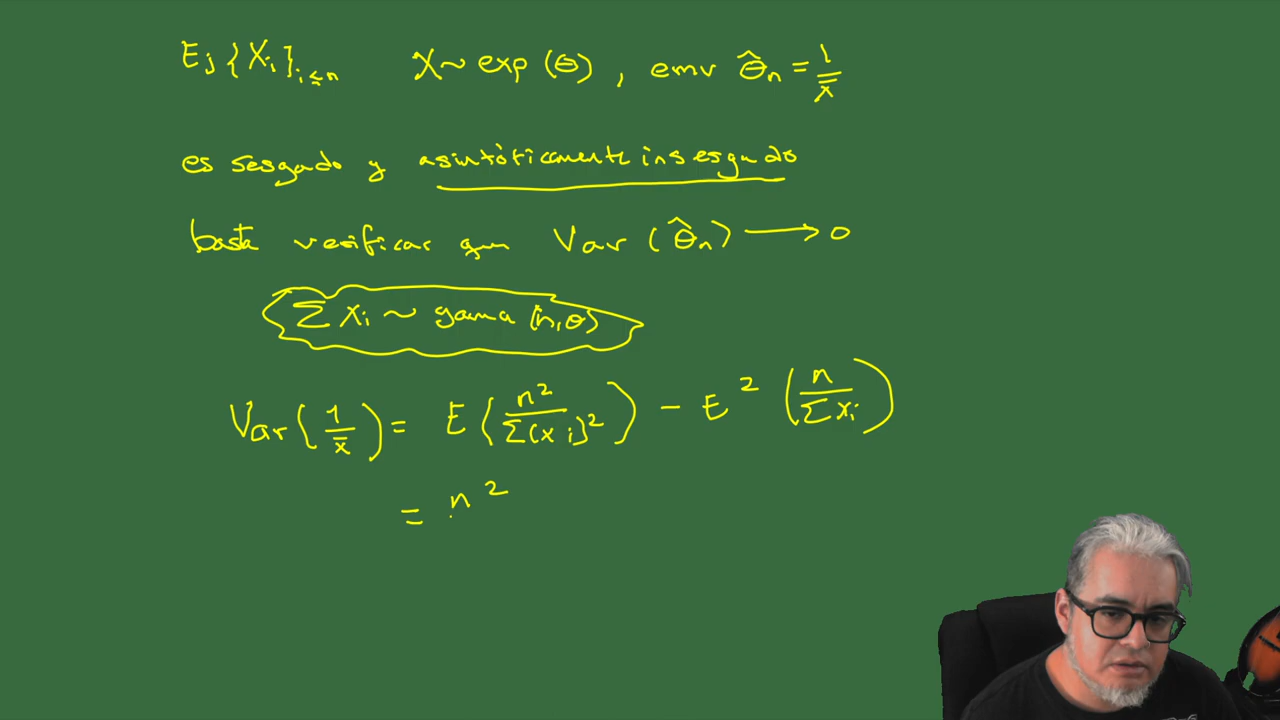 Ej {Xi}i≤n X ~ exp (θ) , emv θ̂n = 1/x̄
es sesgado y asintóticamente insesgado
basta verificar que Var (θ̂n) → 0
Σ Xi ~ gama (n, θ)
Var (1/x̄) = E (n²/Σ(xi)²) - E² (n/Σxi)
= n²